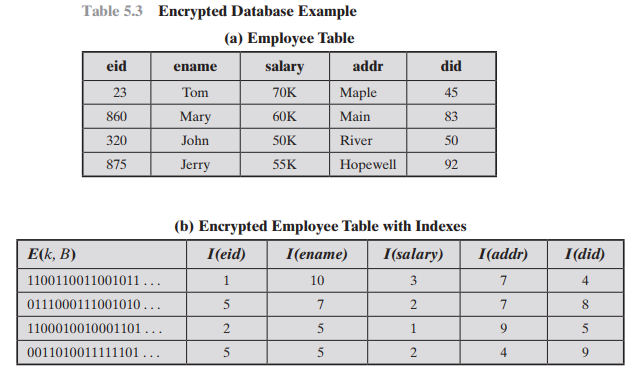 Table 5.3 Encrypted Database Example
(a) Employee Table
eid ename salary addr did
23 Tom 70K Maple 45
860 Mary 60K Main 83
320 John 50K River 50
875 Jerry 55K Hopewell 92
(b) Encrypted Employee Table with Indexes
E(k, B) I(eid) I(ename) I(salary) I(addr) I(did)
1100110011001011 . . . 1 10 3 7 4
0111000111001010 . . . 5 7 2 7 8
1100010010001101 . . . 2 5 1 9 5
0011010011111101 . . . 5 5 2 4 9